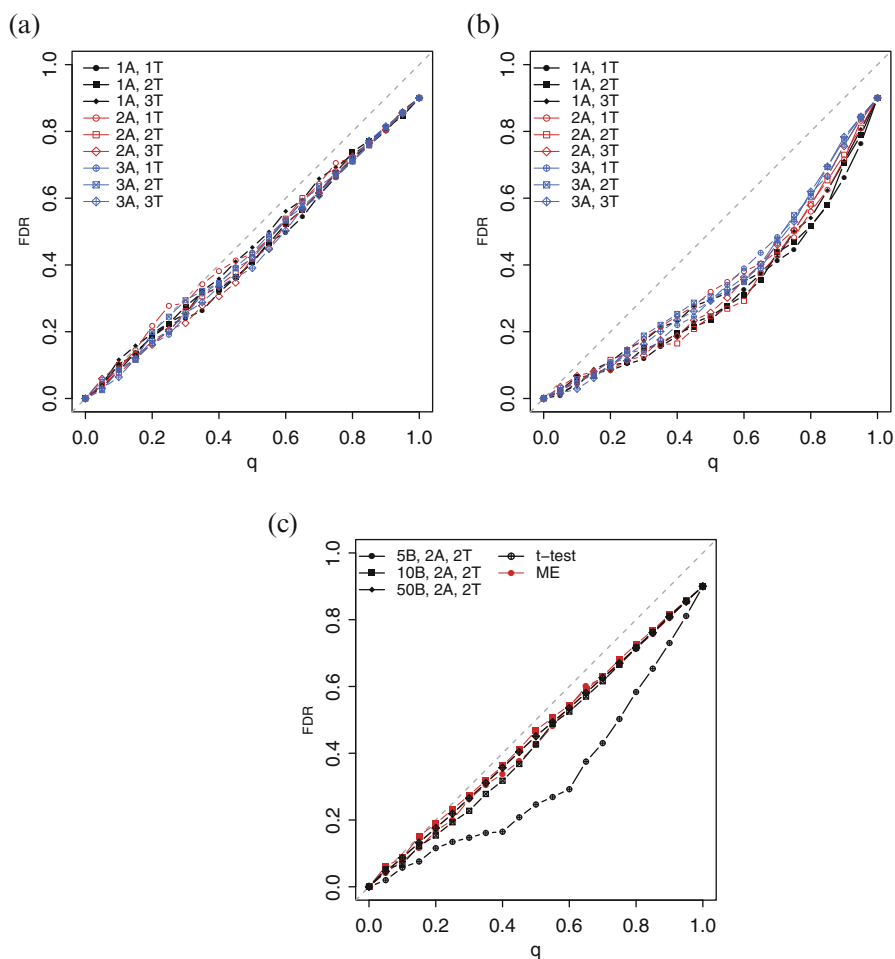 (a)
1A, 1T
1A, 2T
1A, 3T
2A, 1T
2A, 2T
2A, 3T
3A, 1T
3A, 2T
3A, 3T
FDR
0.0 0.2 0.4 0.6 0.8 1.0
0.0 0.2 0.4 0.6 0.8 1.0
q
(b)
1A, 1T
1A, 2T
1A, 3T
2A, 1T
2A, 2T
2A, 3T
3A, 1T
3A, 2T
3A, 3T
FDR
0.0 0.2 0.4 0.6 0.8 1.0
0.0 0.2 0.4 0.6 0.8 1.0
q
(c)
5B, 2A, 2T
10B, 2A, 2T
50B, 2A, 2T
t−test
ME
FDR
0.0 0.2 0.4 0.6 0.8 1.0
0.0 0.2 0.4 0.6 0.8 1.0
q